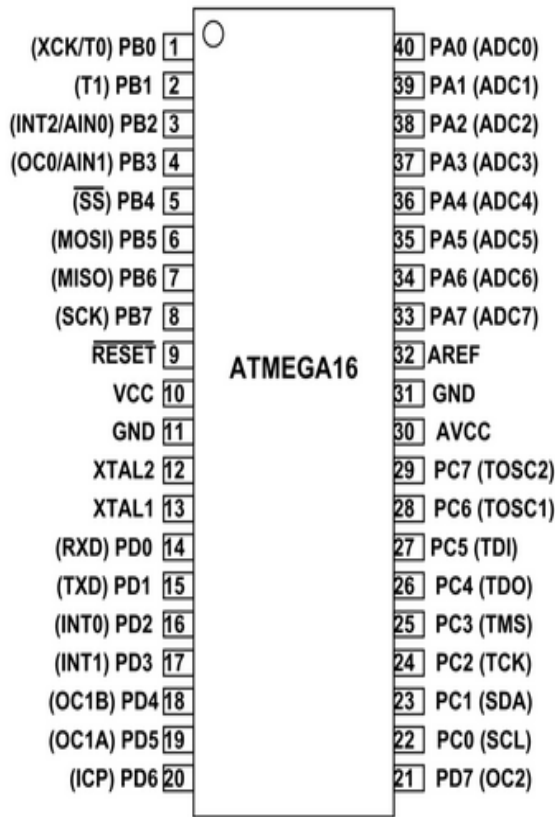 (XCK/T0) PB0 1
(T1) PB1 2
(INT2/AIN0) PB2 3
(OC0/AIN1) PB3 4
(S̅S̅) PB4 5
(MOSI) PB5 6
(MISO) PB6 7
(SCK) PB7 8
R̅E̅S̅E̅T̅ 9
VCC 10
GND 11
XTAL2 12
XTAL1 13
(RXD) PD0 14
(TXD) PD1 15
(INT0) PD2 16
(INT1) PD3 17
(OC1B) PD4 18
(OC1A) PD5 19
(ICP) PD6 20
ATMEGA16
40 PA0 (ADC0)
39 PA1 (ADC1)
38 PA2 (ADC2)
37 PA3 (ADC3)
36 PA4 (ADC4)
35 PA5 (ADC5)
34 PA6 (ADC6)
33 PA7 (ADC7)
32 AREF
31 GND
30 AVCC
29 PC7 (TOSC2)
28 PC6 (TOSC1)
27 PC5 (TDI)
26 PC4 (TDO)
25 PC3 (TMS)
24 PC2 (TCK)
23 PC1 (SDA)
22 PC0 (SCL)
21 PD7 (OC2)